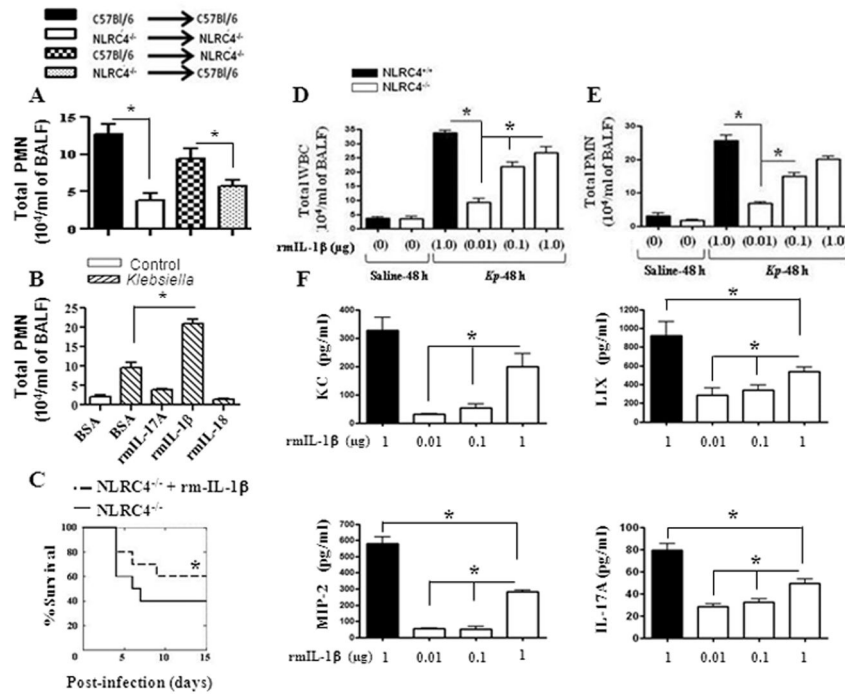 C57Bl/6 C57Bl/6
NLRC4-/- NLRC4-/-
C57Bl/6 NLRC4-/-
NLRC4-/- C57Bl/6
A
Total PMN
(10⁴/ml of BALF)
15
10
5
0
*
*
B
Control
Klebsiella
Total PMN
(10⁴/ml of BALF)
25
20
15
10
5
0
*
BSA
BSA
rmIL-17A
rmIL-1β
rmIL-18
C
NLRC4-/- + rm-IL-1β
NLRC4-/-
%Survival
100
80
60
40
20
0
*
0 5 10 15
Post-infection (days)
NLRC4+/+
NLRC4-/-
D
Total WBC
(10⁴/ml of BALF)
35
30
25
20
15
10
5
0
* *
rmIL-1β (µg) (0) (0) (1.0) (0.01) (0.1) (1.0)
Saline-48 h Kp-48 h
E
Total PMN
(10⁴/ml of BALF)
30
20
10
0
*
*
(0) (0) (1.0) (0.01) (0.1) (1.0)
Saline-48 h Kp-48 h
F
KC
(pg/ml)
400
300
200
100
0
*
rmIL-1β (µg) 1 0.01 0.1 1
LIX (pg/ml)
1200
1000
800
600
400
200
0
*
*
1 0.01 0.1 1
MIP-2 (pg/ml)
700
600
500
400
300
200
100
0
*
*
rmIL-1β (µg) 1 0.01 0.1 1
IL-17A
(pg/ml)
100
80
60
40
20
0
*
*
1 0.01 0.1 1